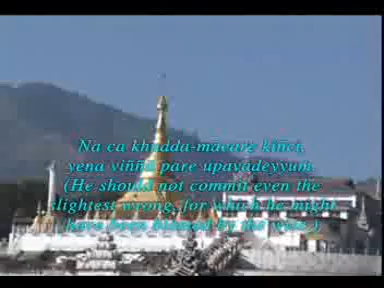 Na ca khudda-macare kiñci,
yena viññū pare upavadeyyum
(He should not commit even the
slightest wrong, for which he might
have been blamed by the wise.)